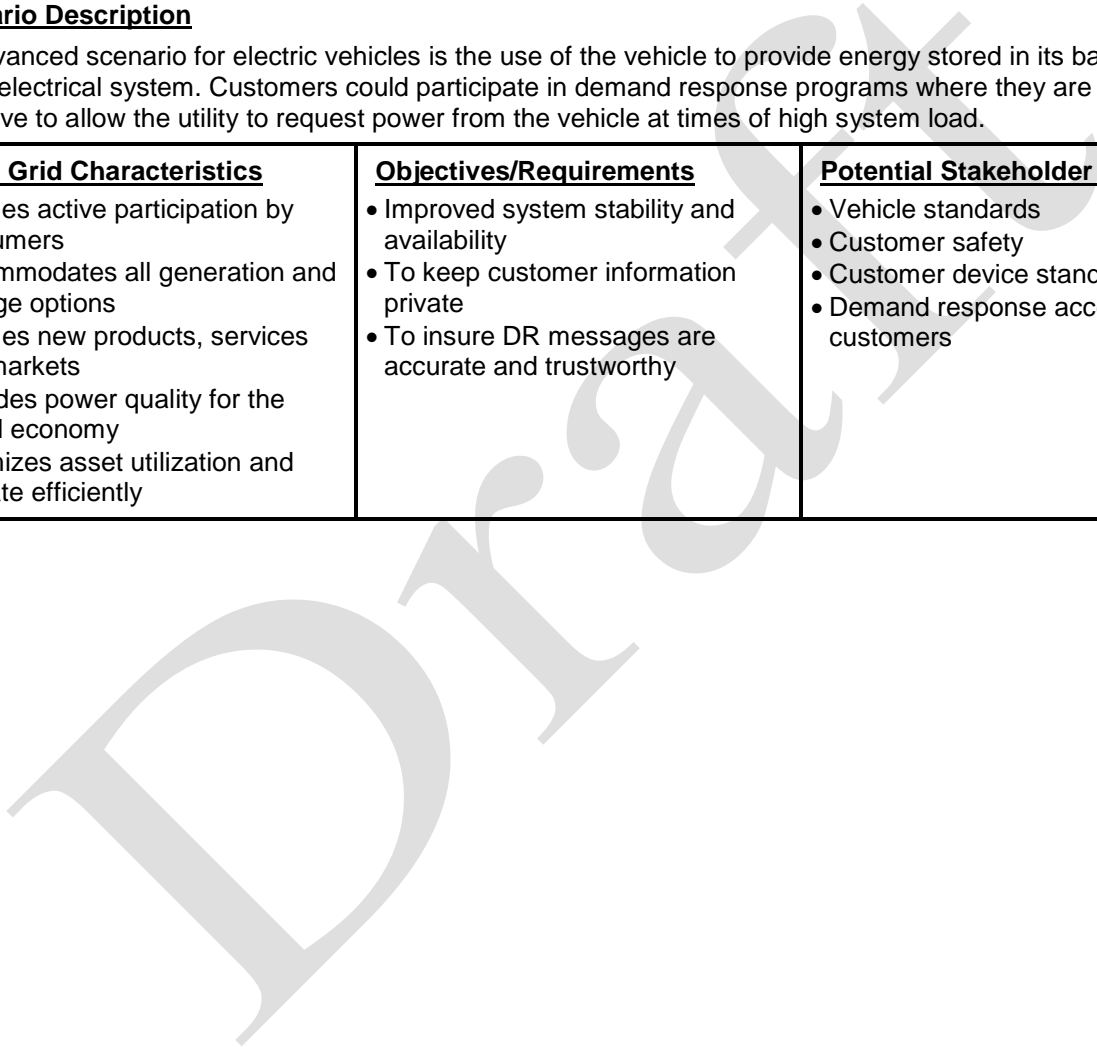 ario Description
vanced scenario for electric vehicles is the use of the vehicle to provide energy stored in its ba
electrical system. Customers could participate in demand response programs where they are
ve to allow the utility to request power from the vehicle at times of high system load.
Grid Characteristics
es active participation by
umers
mmodates all generation and
ge options
es new products, services
arkets
des power quality for the
l economy
nizes asset utilization and
te efficiently
Objectives/Requirements
• Improved system stability and
availability
• To keep customer information
private
• To insure DR messages are
accurate and trustworthy
Potential Stakeholder
• Vehicle standards
• Customer safety
• Customer device stand
• Demand response acc
customers
Draft